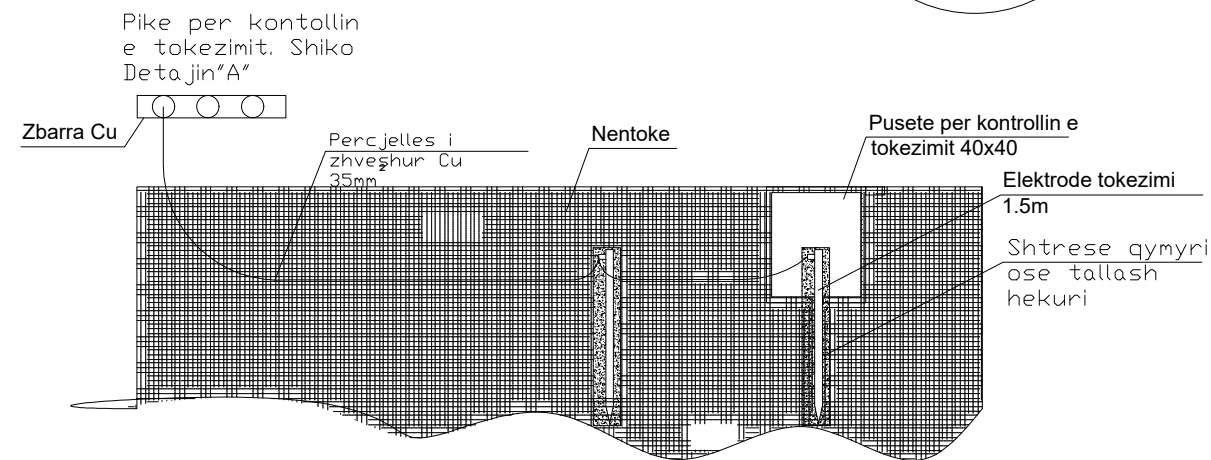 Pike per kontollin
e tokezimit. Shiko
Detajin"A"
Zbarra Cu
Percjelles i
zhveshur Cu
35mm²
Nentoke
Pusete per kontrollin e
tokezimit 40x40
Elektrode tokezimi
1.5m
Shtrese qymyri
ose tallash
hekuri